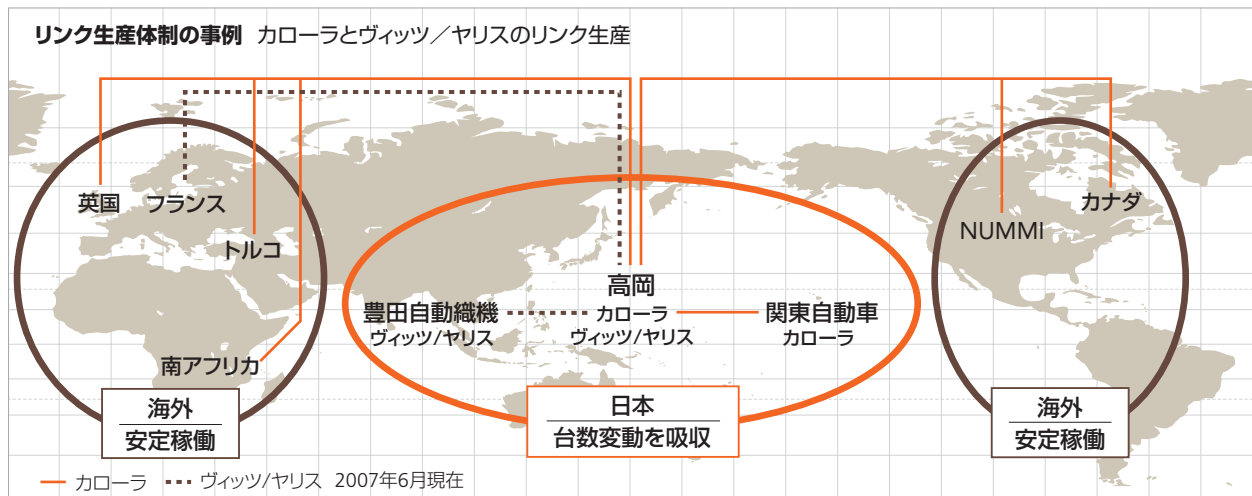 リンク生産体制の事例 カローラとヴィッツ／ヤリスのリンク生産
英国
フランス
トルコ
南アフリカ
海外
安定稼働
高岡
カローラ
ヴィッツ/ヤリス
豊田自動織機
ヴィッツ/ヤリス
関東自動車
カローラ
日本
台数変動を吸収
NUMMI
カナダ
海外
安定稼働
カローラ ヴィッツ/ヤリス 2007年6月現在